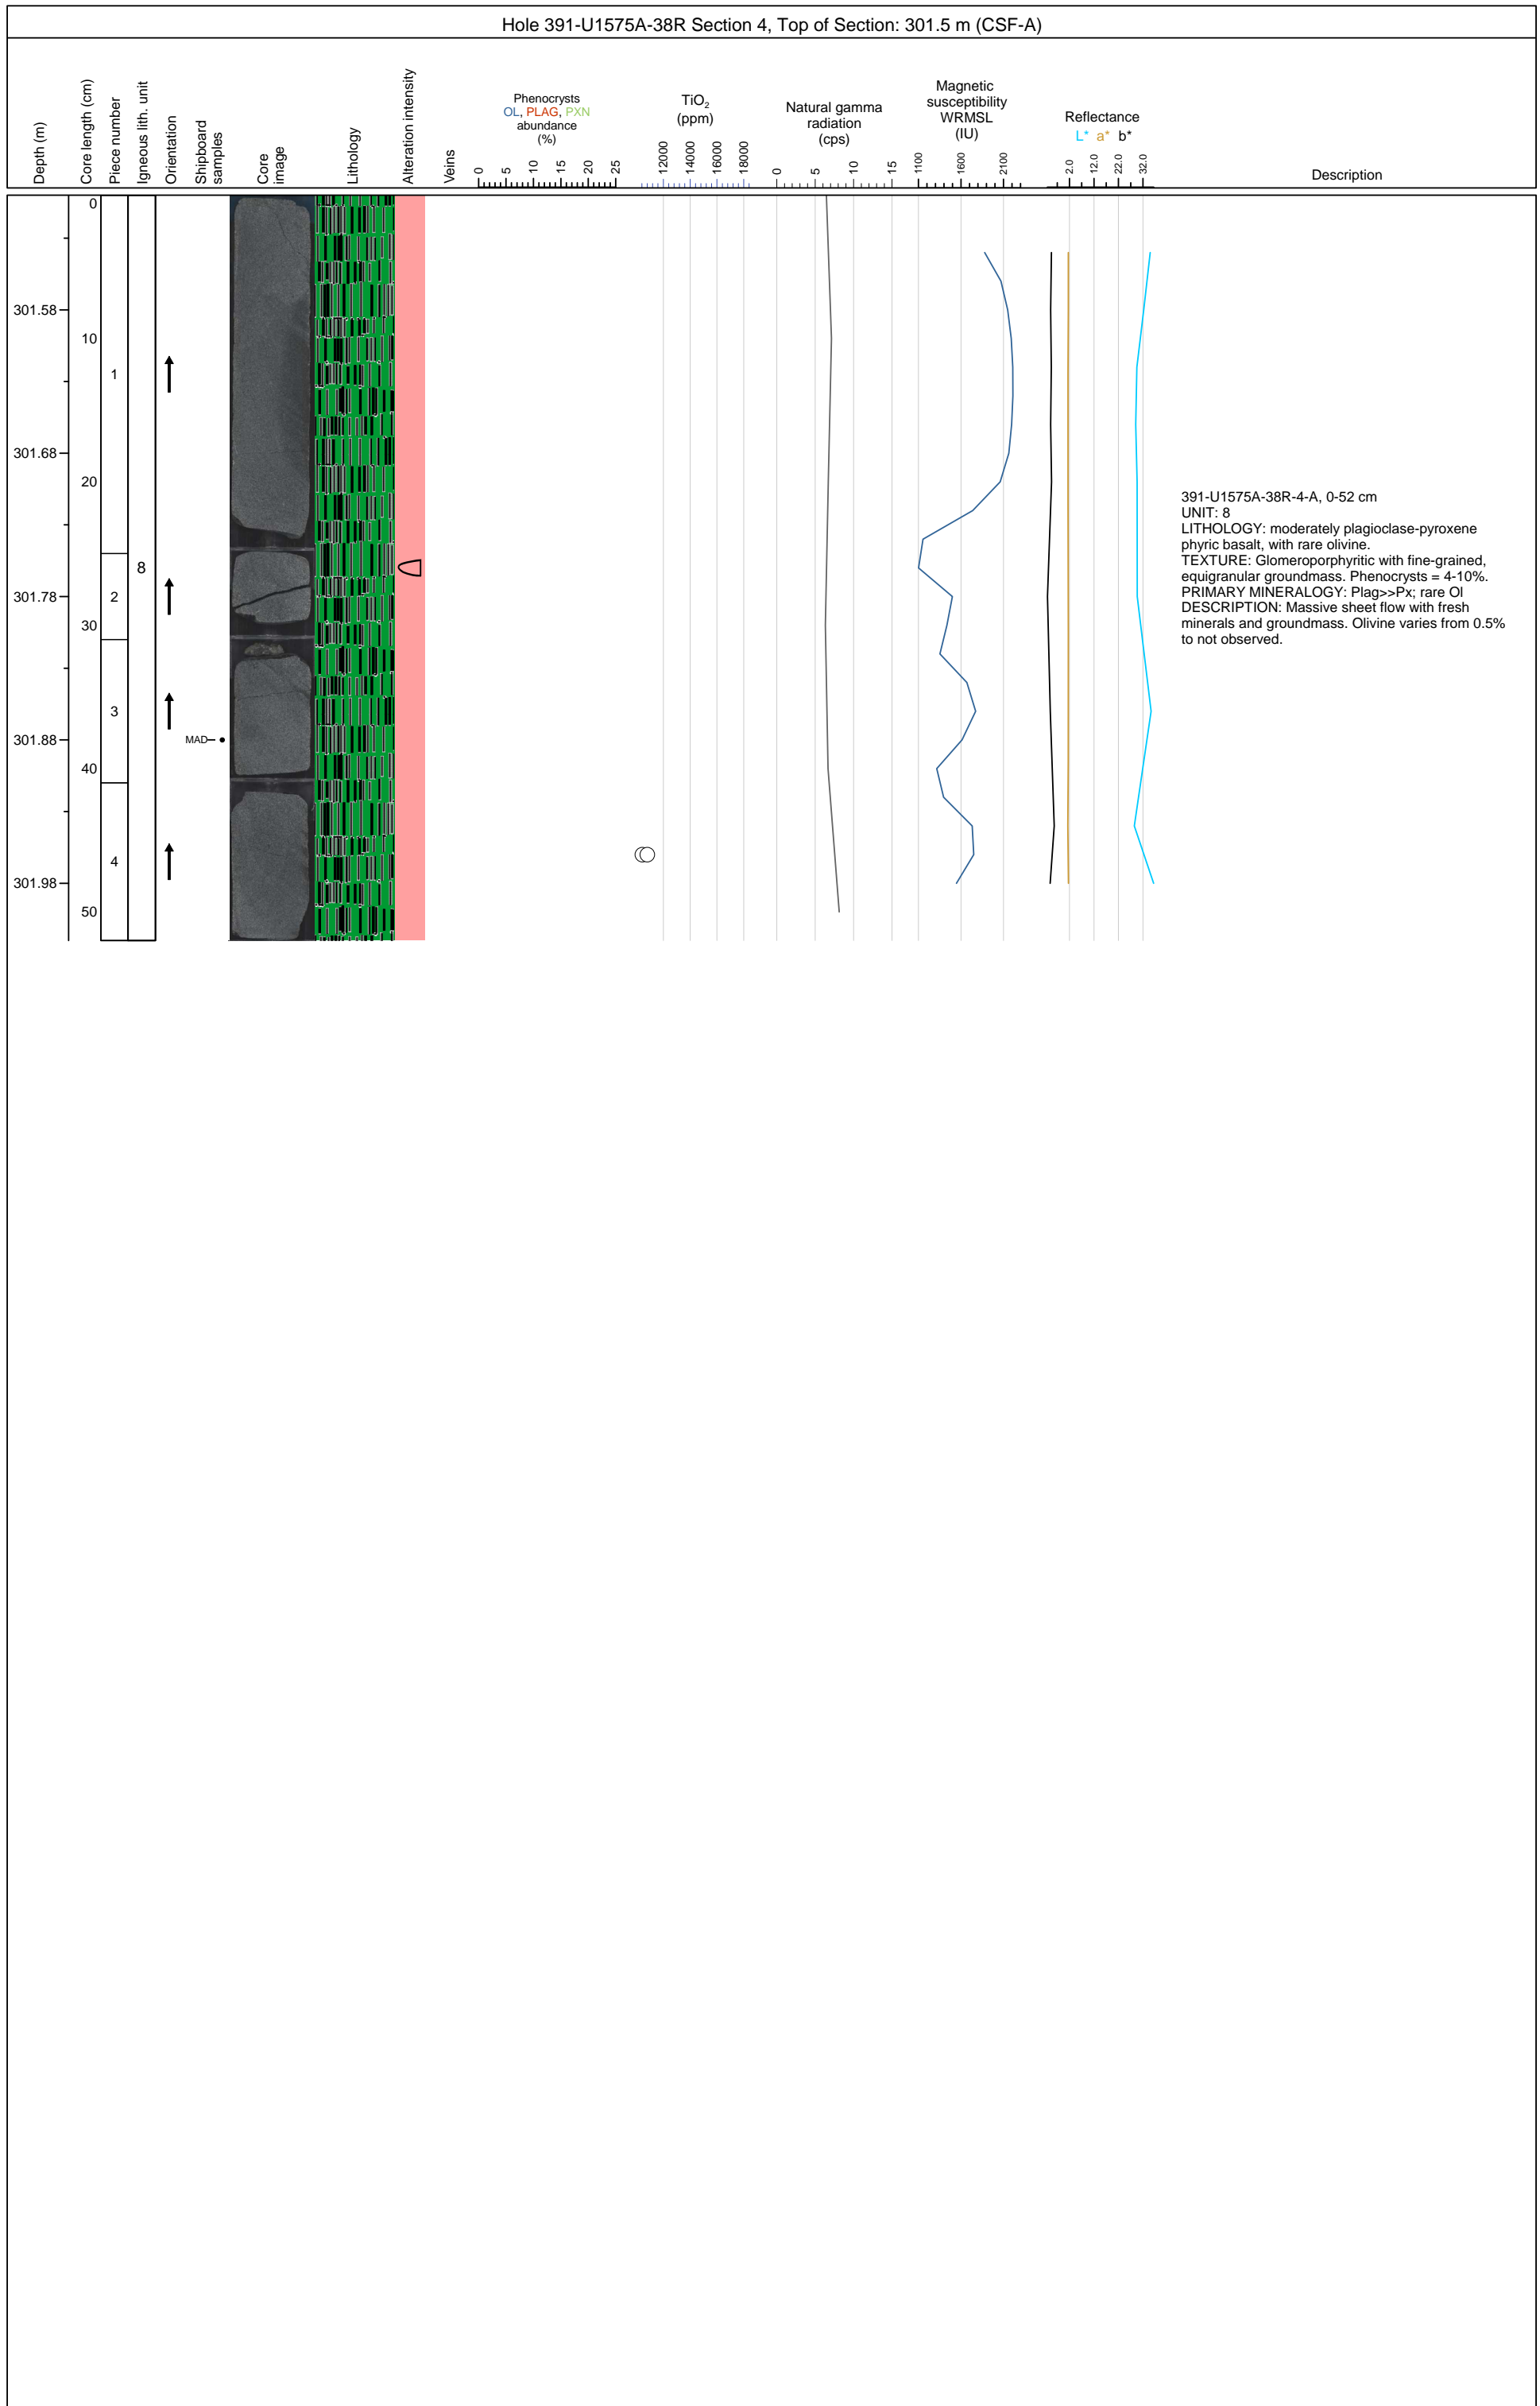 Hole 391-U1575A-38R Section 4, Top of Section: 301.5 m (CSF-A)
Depth (m)
Core length (cm)
Piece number
Igneous lith. unit
Orientation
Shipboard
samples
Core
image
Lithology
Alteration intensity
Veins
Phenocrysts
OL, PLAG, PXN
abundance
(%)
0 5 10 15 20 25
TiO2
(ppm)
12000 14000 16000 18000
Natural gamma
radiation
(cps)
0 5 10 15
Magnetic
susceptibility
WRMSL
(IU)
1100 1600 2100
Reflectance
L* a* b*
2.0 12.0 22.0 32.0
Description
0
301.58
10
1
301.68
20
8
2
301.78
30
3
MAD
301.88
40
4
301.98
50
391-U1575A-38R-4-A, 0-52 cm
UNIT: 8
LITHOLOGY: moderately plagioclase-pyroxene
phyric basalt, with rare olivine.
TEXTURE: Glomeroporphyritic with fine-grained,
equigranular groundmass. Phenocrysts = 4-10%.
PRIMARY MINERALOGY: Plag>>Px; rare Ol
DESCRIPTION: Massive sheet flow with fresh
minerals and groundmass. Olivine varies from 0.5%
to not observed.